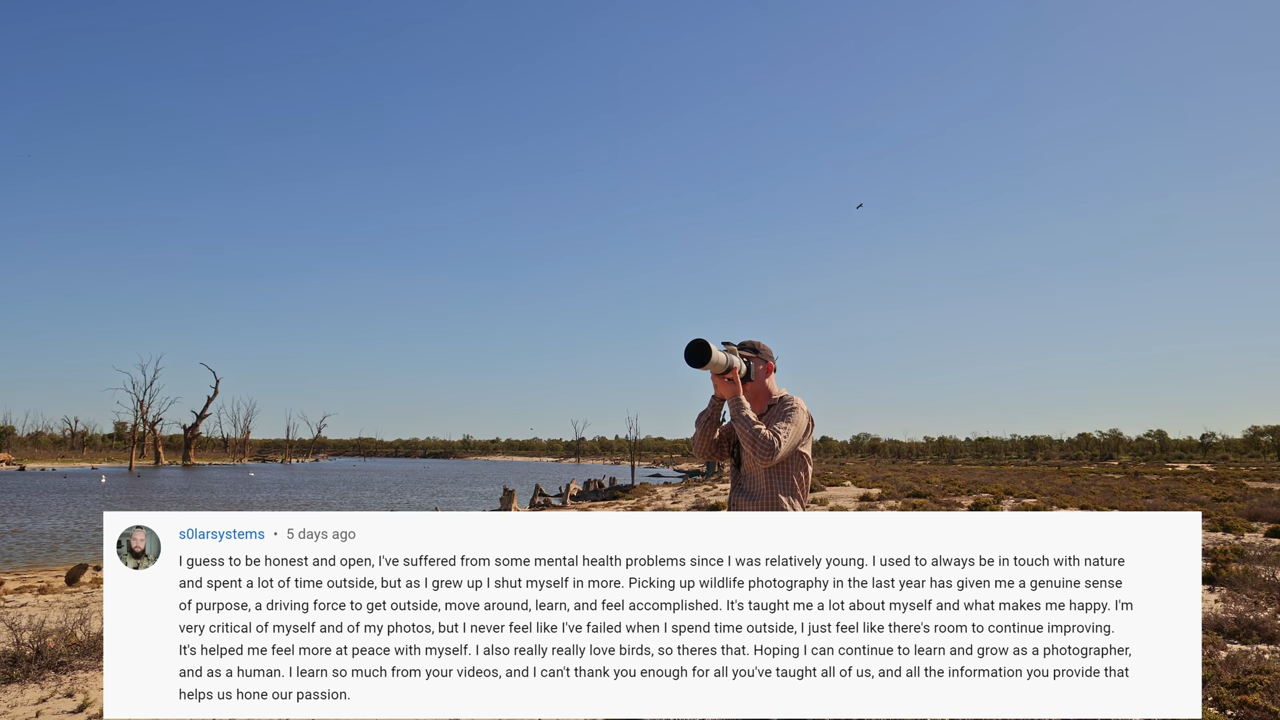 s0larsystems • 5 days ago
I guess to be honest and open, I've suffered from some mental health problems since I was relatively young. I used to always be in touch with nature
and spent a lot of time outside, but as I grew up I shut myself in more. Picking up wildlife photography in the last year has given me a genuine sense
of purpose, a driving force to get outside, move around, learn, and feel accomplished. It's taught me a lot about myself and what makes me happy. I'm
very critical of myself and of my photos, but I never feel like I've failed when I spend time outside, I just feel like there's room to continue improving.
It's helped me feel more at peace with myself. I also really really love birds, so theres that. Hoping I can continue to learn and grow as a photographer,
and as a human. I learn so much from your videos, and I can't thank you enough for all you've taught all of us, and all the information you provide that
helps us hone our passion.